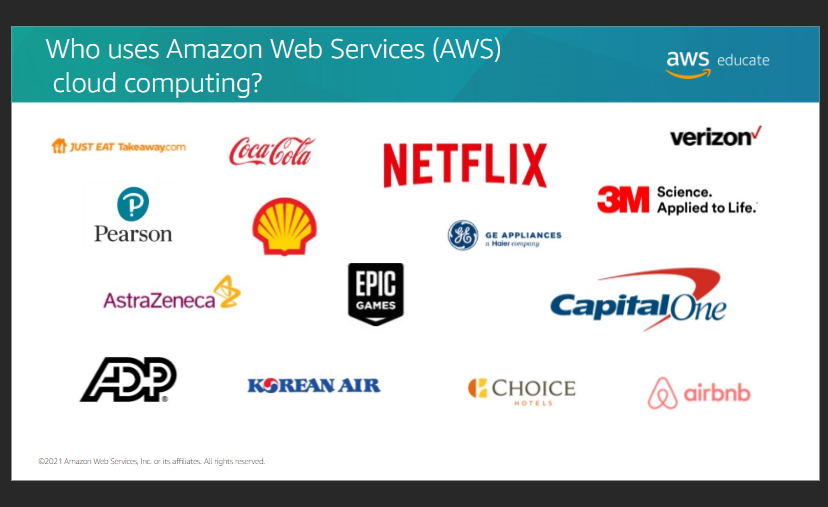 Who uses Amazon Web Services (AWS)
cloud computing?
aws educate
JUST EAT Takeaway.com
Coca-Cola
NETFLIX
verizon✓
Pearson
3M Science.
Applied to Life.
GE APPLIANCES
a Haier company
AstraZeneca
EPIC
GAMES
Capital One
ADP®
KOREAN AIR
CHOICE
HOTELS
airbnb
©2021 Amazon Web Services, Inc. or its affiliates. All rights reserved.